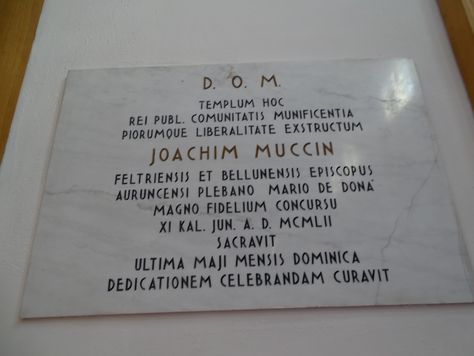 D. O. M.
TEMPLUM HOC
REI PUBL. COMUNITATIS MUNIFICENTIA
PIORUMQUE LIBERALITATE EXSTRUCTUM
JOACHIM MUCCIN
FELTRIENSIS ET BELLUNENSIS EPISCOPUS
AURUNCENSI PLEBANO MARIO DE DONÁ
MAGNO FIDELIUM CONCURSU
XI KAL. JUN. A. D. MCMLII
SACRAVIT
ULTIMA MAJI MENSIS DOMINICA
DEDICATIONEM CELEBRANDAM CURAVIT